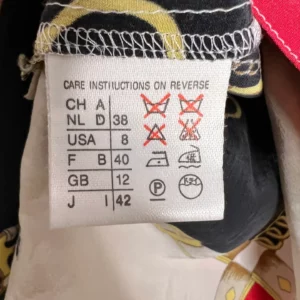 CARE INSTRUCTIONS ON REVERSE
CH A
NL D 38
USA 8
F B 40
GB 12
J I 42
P